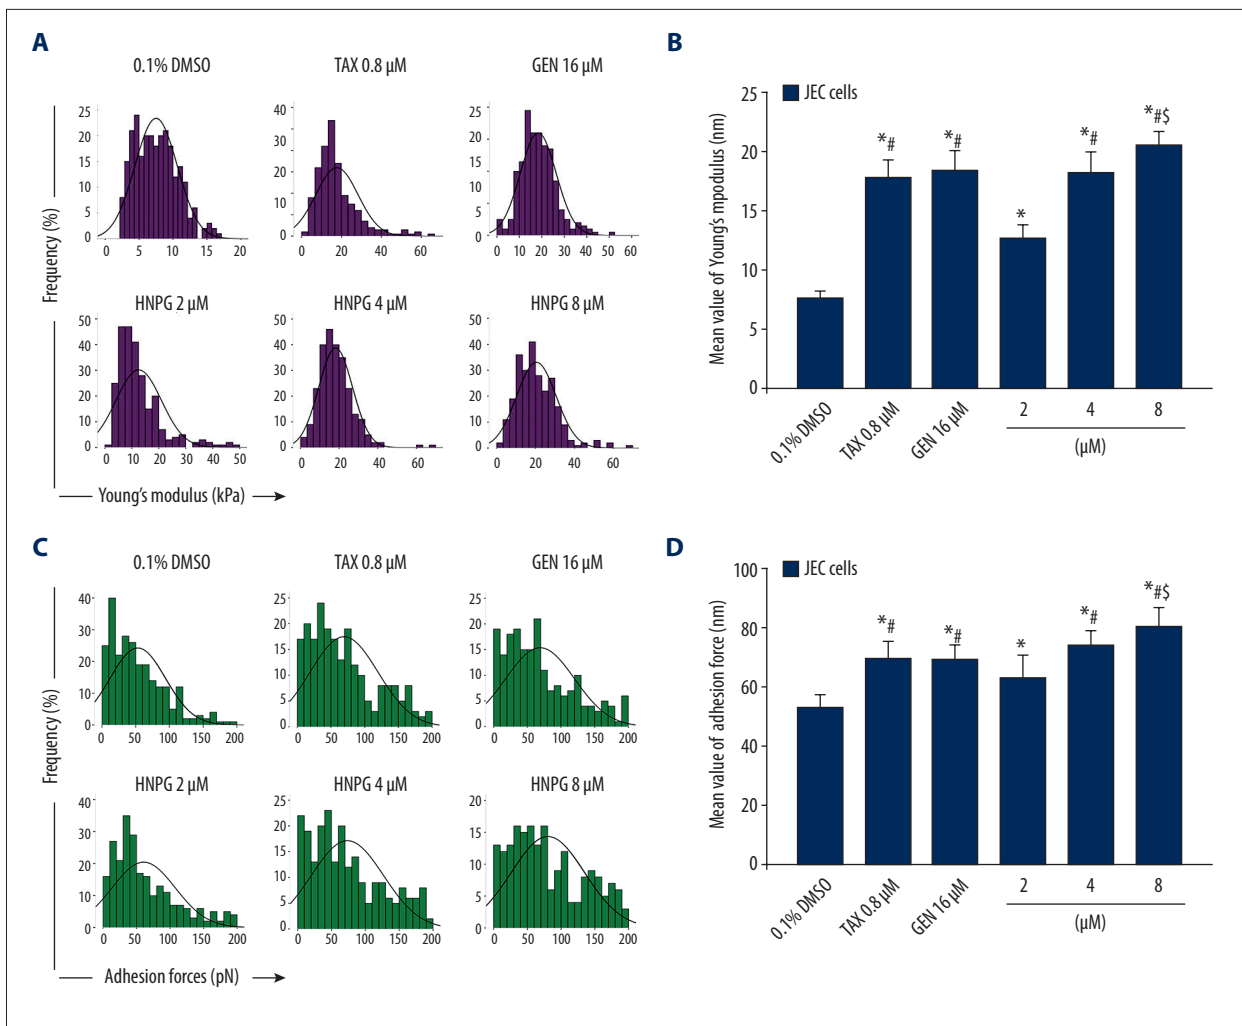 A
0.1% DMSO
TAX 0.8 µM
GEN 16 µM
25
20
15
10
5
0
0 5 10 15 20
40
30
20
10
0
0 20 40 60
25
20
15
10
5
0
0 10 20 30 40 50 60
Frequency (%)
HNPG 2 µM
HNPG 4 µM
HNPG 8 µM
50
40
30
20
10
0
0 10 20 30 40 50
50
40
30
20
10
0
0 20 40 60
50
40
30
20
10
0
0 20 40 60
Young's modulus (kPa)
B
JEC cells
Mean value of Young's mpodulus (nm)
25
20
15
10
5
0
*#
*#
*
*#
*#$
0.1% DMSO
TAX 0.8 µM
GEN 16 µM
2 4 8
(µM)
C
0.1% DMSO
TAX 0.8 µM
GEN 16 µM
40
30
20
10
0
0 50 100 150 200
25
20
15
10
5
0
0 50 100 150 200
25
20
15
10
5
0
0 50 100 150 200
Frequency (%)
HNPG 2 µM
HNPG 4 µM
HNPG 8 µM
40
30
20
10
0
0 50 100 150 200
25
20
15
10
5
0
0 50 100 150 200
20
15
10
5
0
0 50 100 150 200
Adhesion forces (pN)
D
JEC cells
Mean value of adhesion force (nm)
100
80
60
40
20
0
*#
*#
*
*#
*#$
0.1% DMSO
TAX 0.8 µM
GEN 16 µM
2 4 8
(µM)